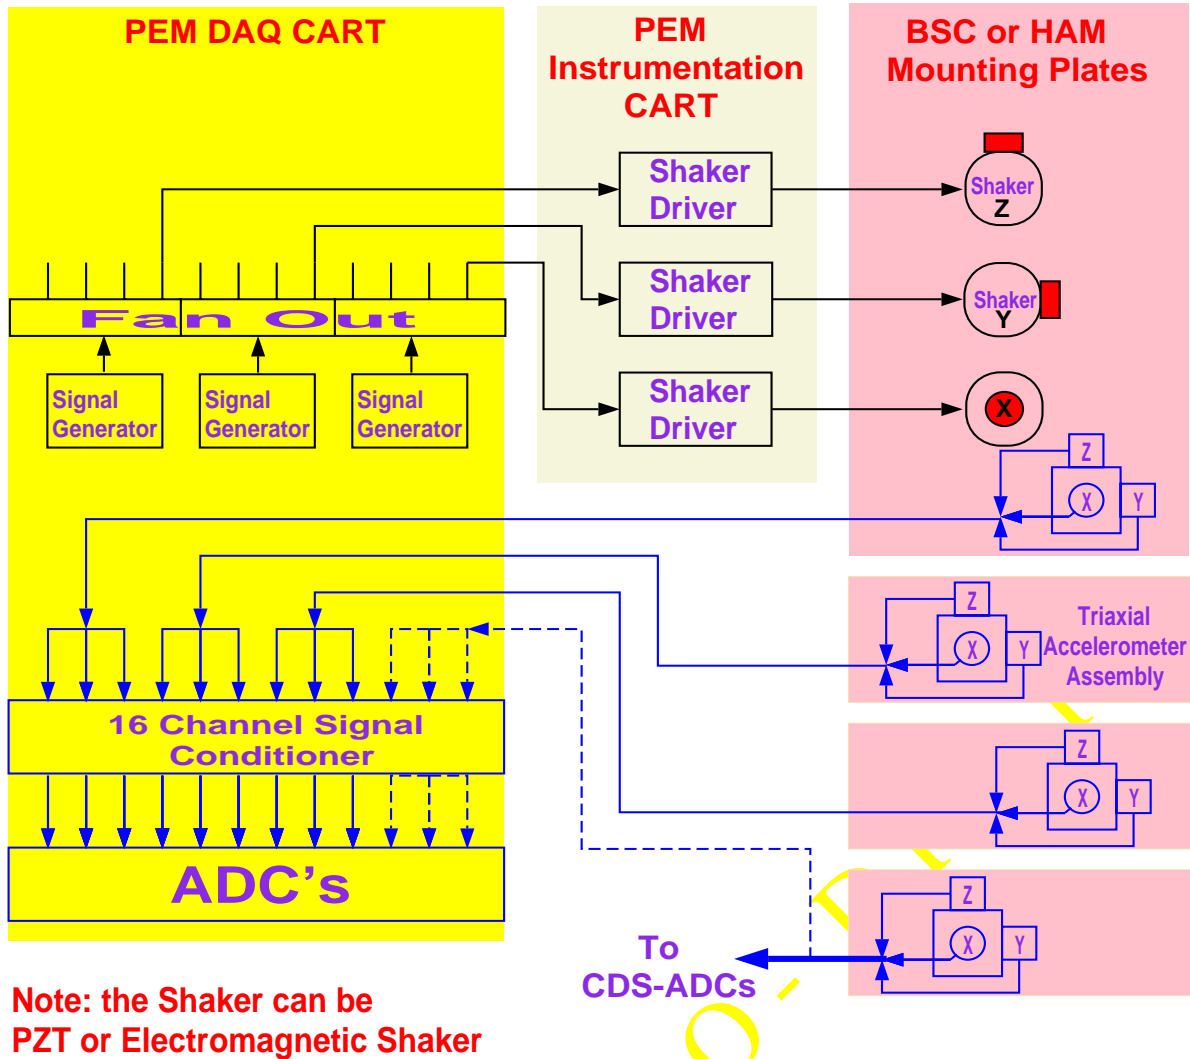 PEM DAQ CART
PEM
Instrumentation
CART
BSC or HAM
Mounting Plates
Shaker
Driver
Shaker
Z
Shaker
Driver
Shaker
Y
Shaker
Driver
X
Fan Out
Signal
Generator
Signal
Generator
Signal
Generator
Z
X
Y
Z
X
Y
Triaxial
Accelerometer
Assembly
16 Channel Signal
Conditioner
Z
X
Y
ADC's
Z
X
Y
To
CDS-ADCs
Note: the Shaker can be
PZT or Electromagnetic Shaker